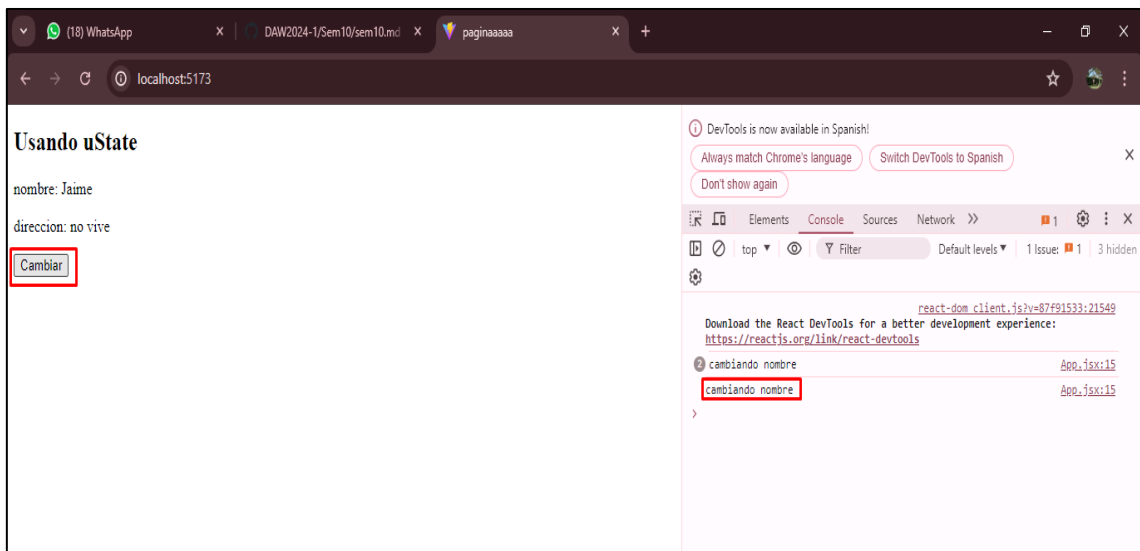 (18) WhatsApp
DAW2024-1/Sem10/sem10.md
paginaaaaa
localhost:5173
Usando uState
nombre: Jaime
direccion: no vive
Cambiar
DevTools is now available in Spanish!
Always match Chrome's language
Switch DevTools to Spanish
Don't show again
Elements Console Sources Network 1
top Filter Default levels 1 Issue: 1 3 hidden
react-dom client.js?v=87f91533:21549
Download the React DevTools for a better development experience:
https://reactjs.org/link/react-devtools
2 cambiando nombre App.jsx:15
cambiando nombre App.jsx:15